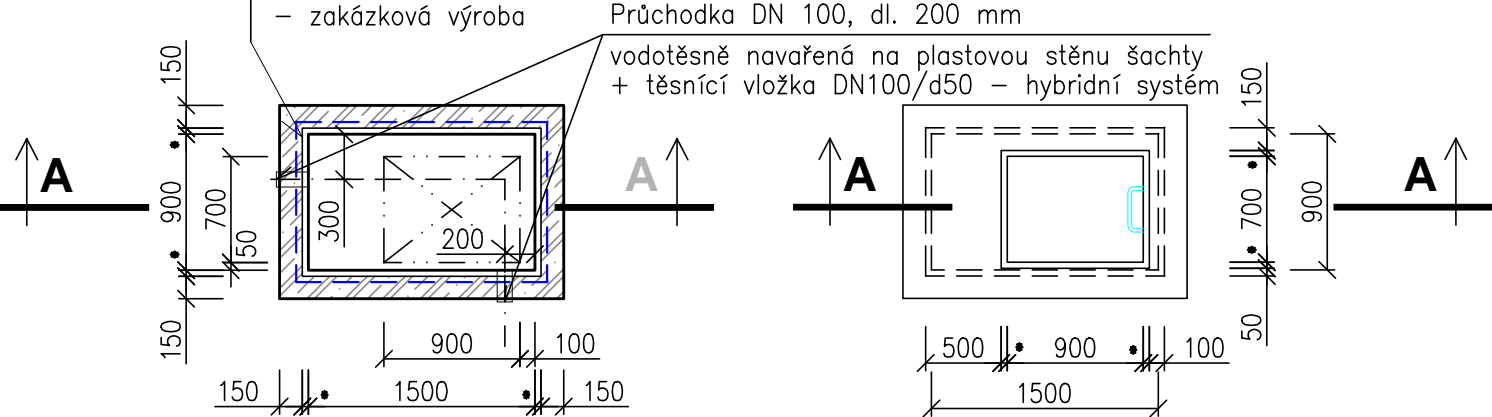 – zakázková výroba
Průchodka DN 100, dl. 200 mm
vodotěsně navařená na plastovou stěnu šachty
+ těsnící vložka DN100/d50 – hybridní systém
150
900
150
700
50
300
200
900
100
150
1500
150
A
A
A
A
150
700
50
900
500
900
100
1500